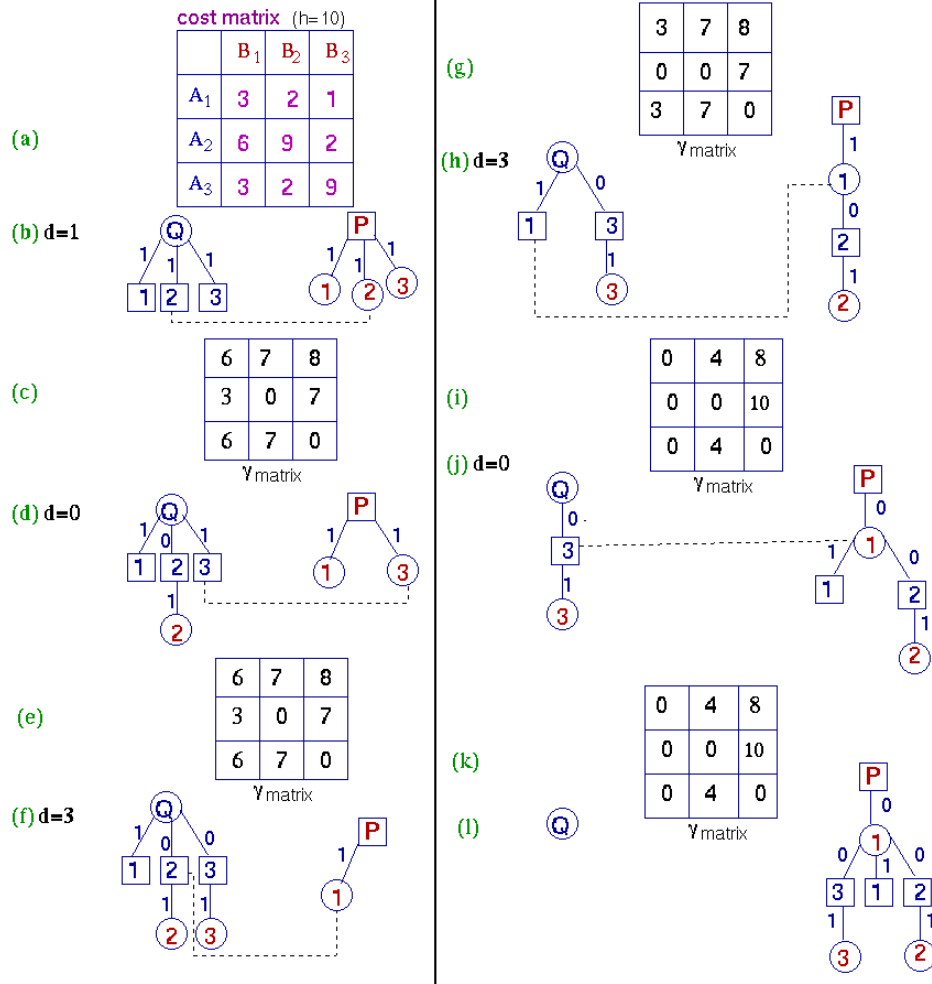 cost matrix (h=10)
B1 B2 B3
A1 3 2 1
(a)
A2 6 9 2
A3 3 2 9
(b) d=1
Q P
1 1 1 1 1 1
1 2 3 1 2 3
6 7 8
(c) 3 0 7
6 7 0
γ matrix
(d) d=0
Q P
1 0 1 1 1
1 2 3 1 3
1
2
6 7 8
(e) 3 0 7
6 7 0
γ matrix
(f) d=3
Q P
1 0 0 1
1 2 3 1
1 1
2 3
3 7 8
(g) 0 0 7
3 7 0
γ matrix
(h) d=3
Q P
1 0 1
1 3 1
1 0
3 2
1
2
0 4 8
(i) 0 0 10
0 4 0
γ matrix
(j) d=0
Q P
0 0
3 1
1 1 0
3 1 2
1
2
0 4 8
(k) 0 0 10
0 4 0
γ matrix
(l)
Q P
0
1
0 1 0
3 1 2
1 1
3 2